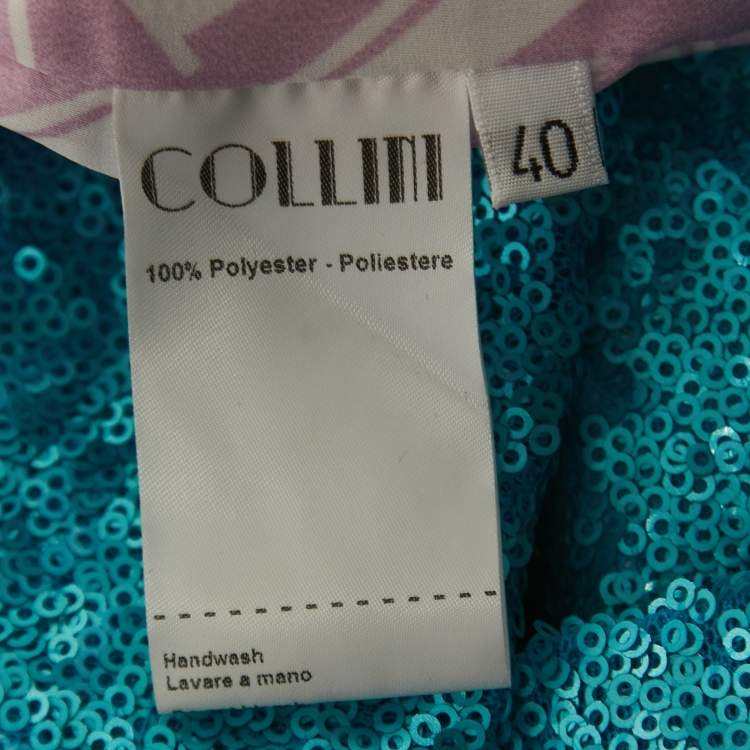 COLLINI
40
100% Polyester - Poliestere
Handwash
Lavare a mano